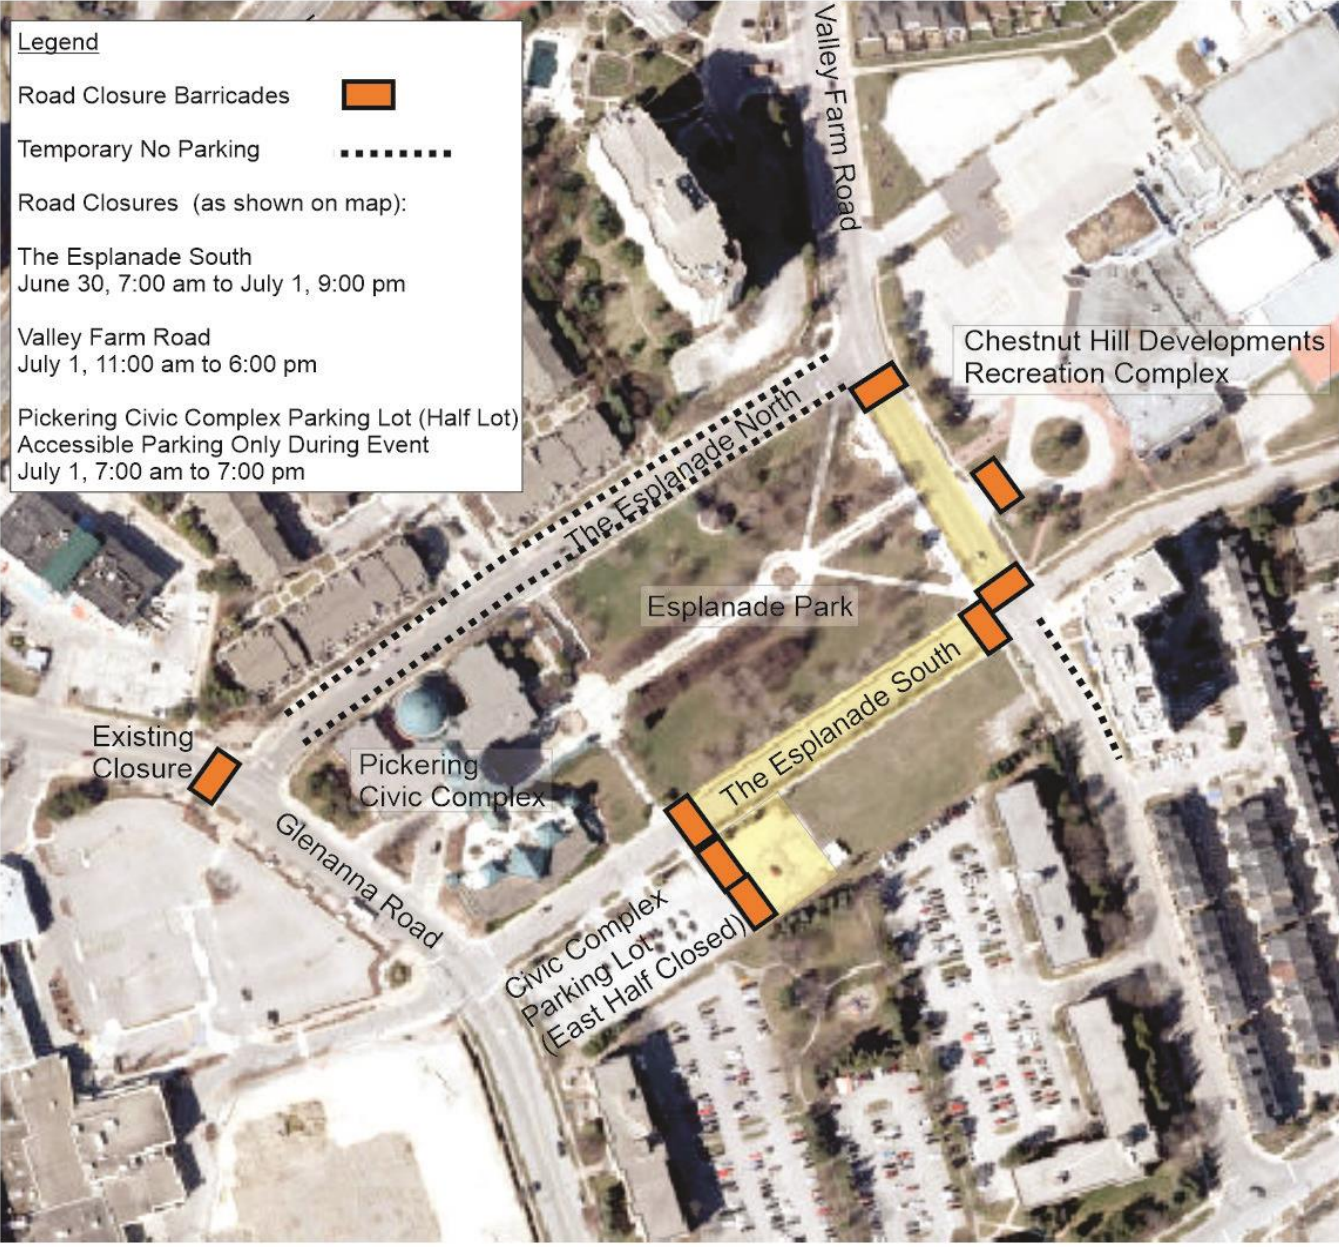 Legend
Road Closure Barricades
Temporary No Parking
Road Closures (as shown on map):
The Esplanade South
June 30, 7:00 am to July 1, 9:00 pm
Valley Farm Road
July 1, 11:00 am to 6:00 pm
Pickering Civic Complex Parking Lot (Half Lot)
Accessible Parking Only During Event
July 1, 7:00 am to 7:00 pm
Valley Farm Road
Chestnut Hill Developments
Recreation Complex
The Esplanade North
Esplanade Park
The Esplanade South
Existing
Closure
Pickering
Civic Complex
Glenanna Road
Civic Complex
Parking Lot
(East Half Closed)